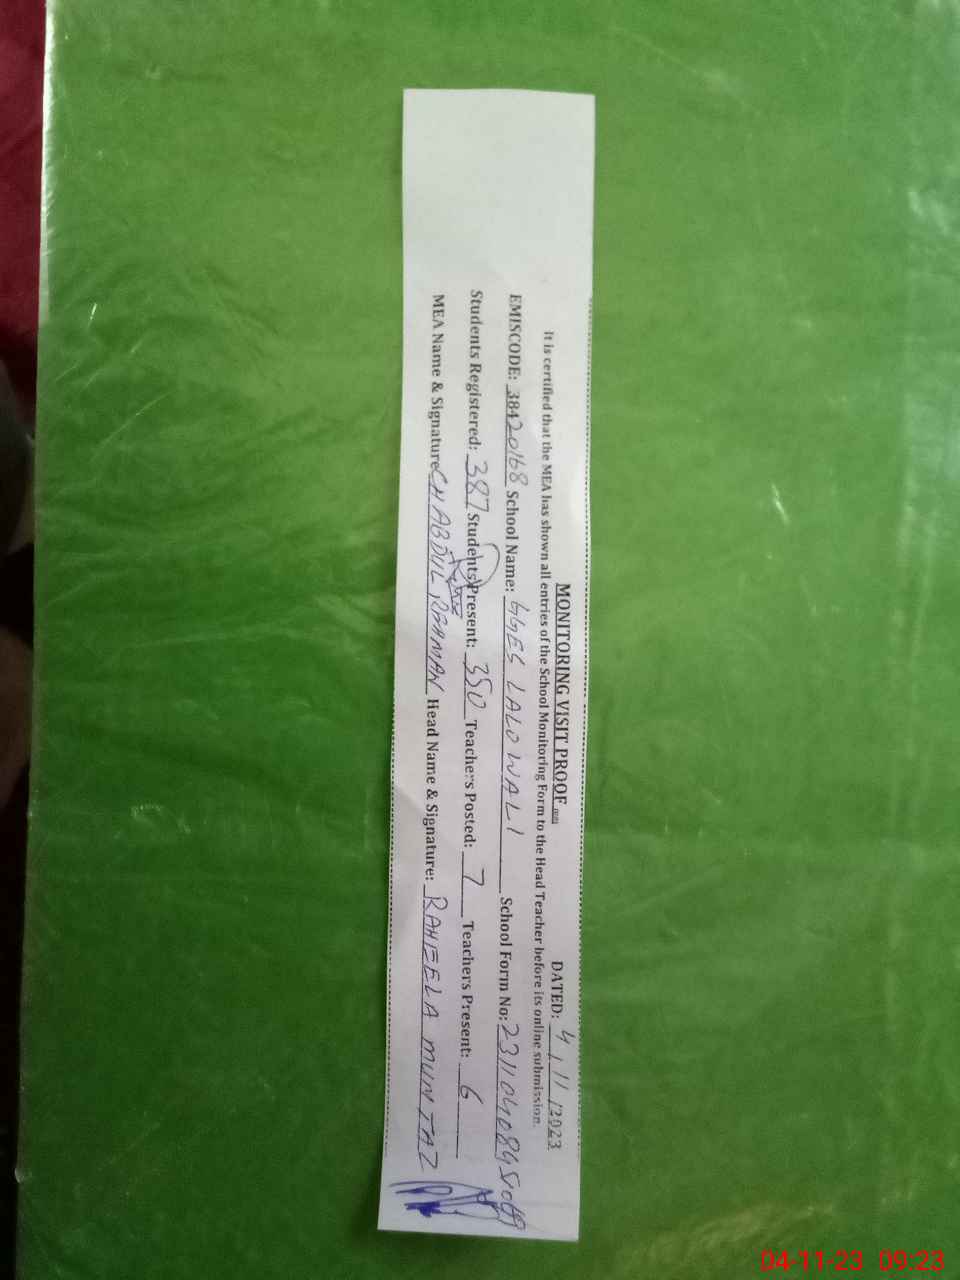 MONITORING VISIT PROOF DATED: 4/11/2023
It is certified that the MEA has shown all entries of the School Monitoring Form to the Head Teacher before its online submission.
EMISCODE: 38420168 School Name: GGES LALOWALI School Form No: 2311040845
Students Registered: 387 Students Present: 350 Teachers Posted: 7 Teachers Present: 6
MEA Name & Signature CH ABDUL REHMAN Head Name & Signature: RAHEELA MUMTAZ
04-11-23 09:23